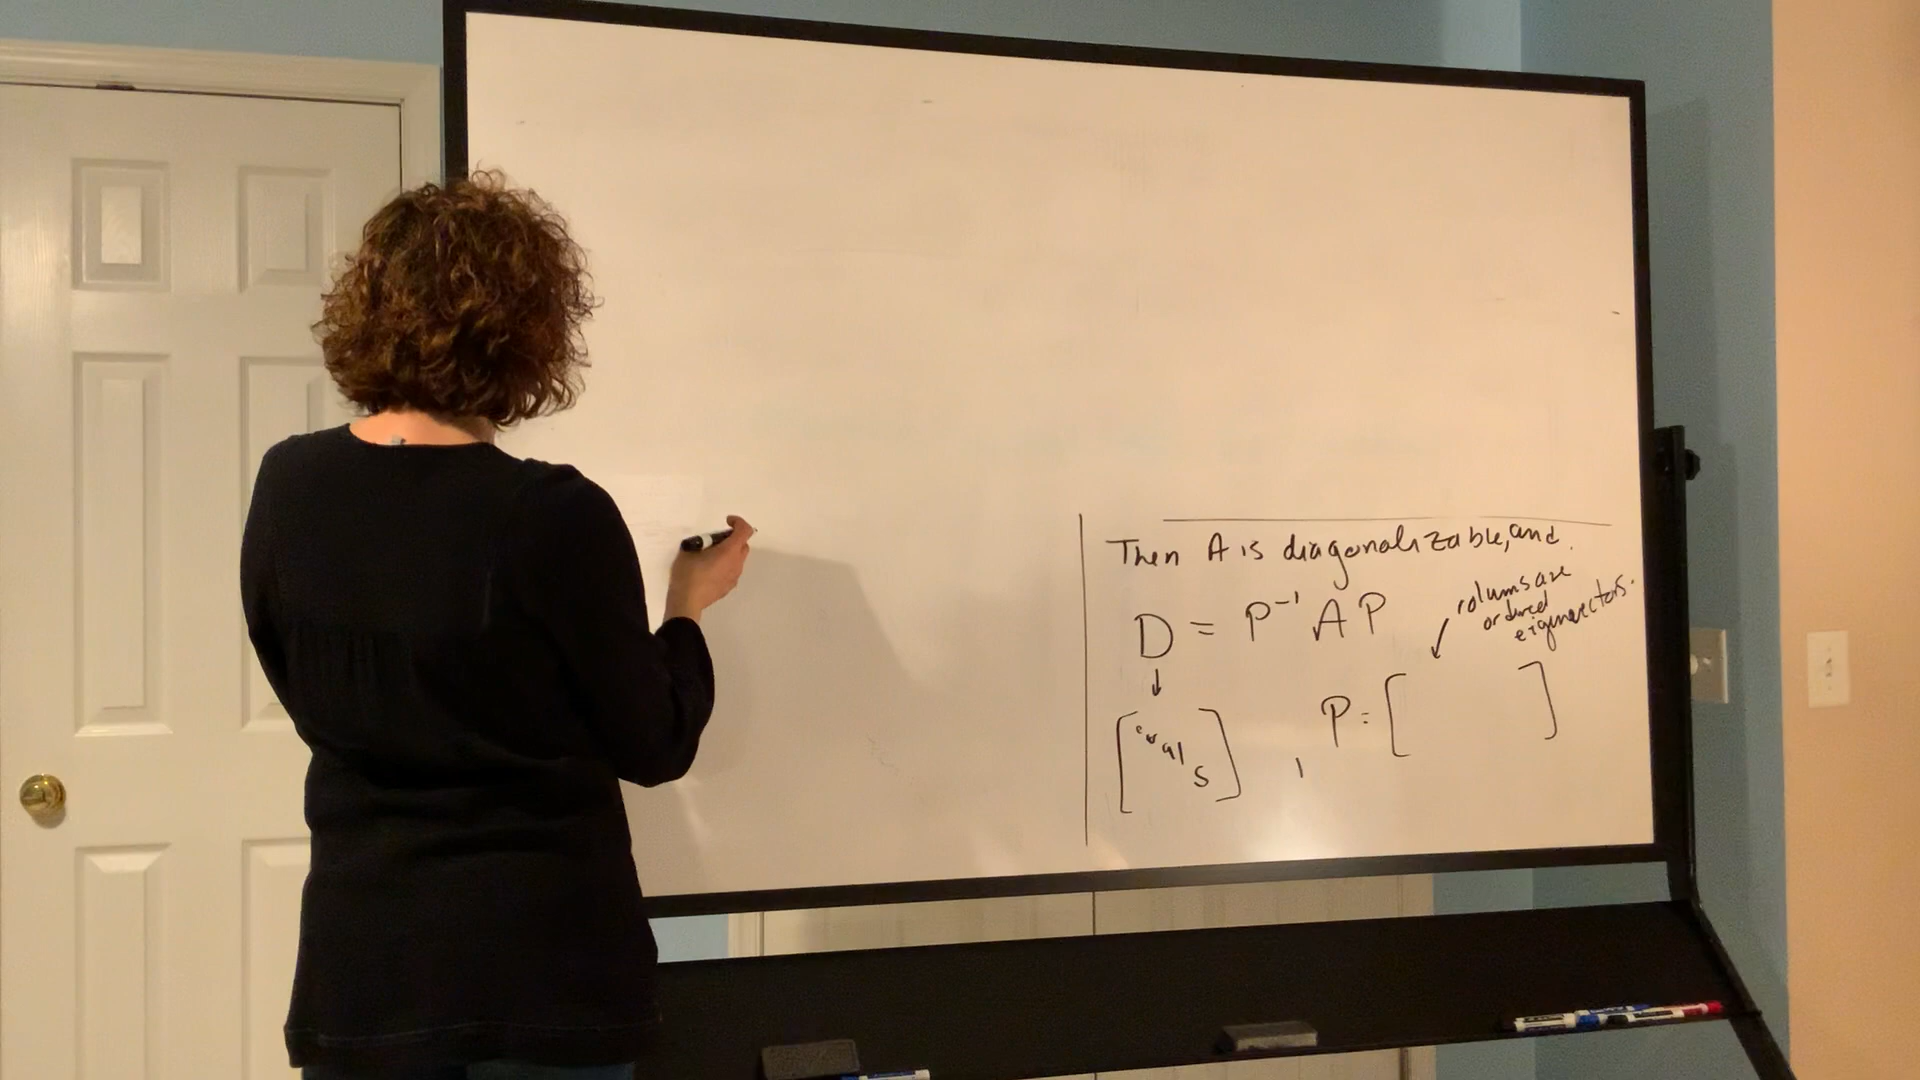 Then A is diagonalizable, and.
D = P⁻¹ A P
columns are
ordered
eigenvectors.
↓
[evals] , P = [ ]